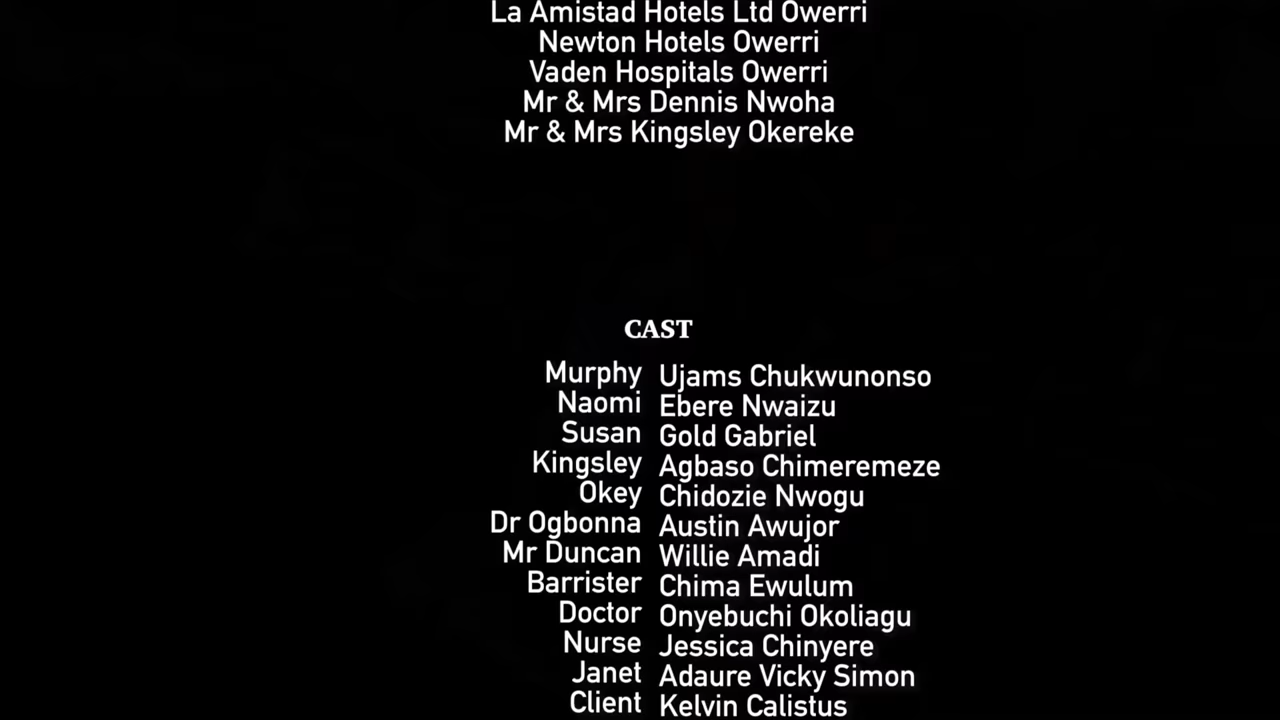 La Amistad Hotels Ltd Owerri
Newton Hotels Owerri
Vaden Hospitals Owerri
Mr & Mrs Dennis Nwoha
Mr & Mrs Kingsley Okereke
CAST
Murphy Ujams Chukwunonso
Naomi Ebere Nwaizu
Susan Gold Gabriel
Kingsley Agbaso Chimeremeze
Okey Chidozie Nwogu
Dr Ogbonna Austin Awujor
Mr Duncan Willie Amadi
Barrister Chima Ewulum
Doctor Onyebuchi Okoliagu
Nurse Jessica Chinyere
Janet Adaure Vicky Simon
Client Kelvin Calistus